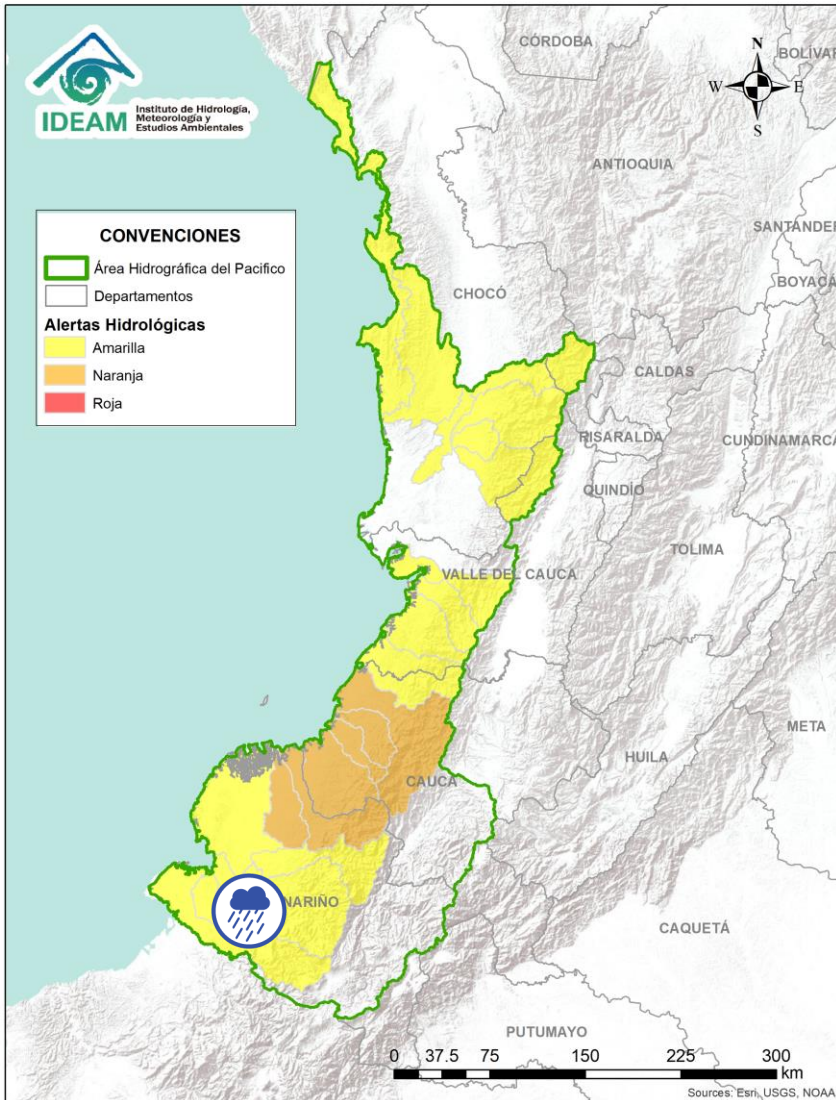 IDEAM
Instituto de Hidrología,
Meteorología y
Estudios Ambientales
CÓRDOBA
BOLÍVAR
N
W
E
S
ANTIOQUIA
SANTANDER
CONVENCIONES
Área Hidrográfica del Pacifico
Departamentos
Alertas Hidrológicas
Amarilla
Naranja
Roja
BOYACÁ
CHOCÓ
CALDAS
RISARALDA
CUNDINAMARCA
QUINDÍO
TOLIMA
VALLE DEL CAUCA
META
HUILA
CAUCA
NARIÑO
CAQUETÁ
PUTUMAYO
0 37.5 75 150 225 300
km
Sources: Esri, USGS, NOAA